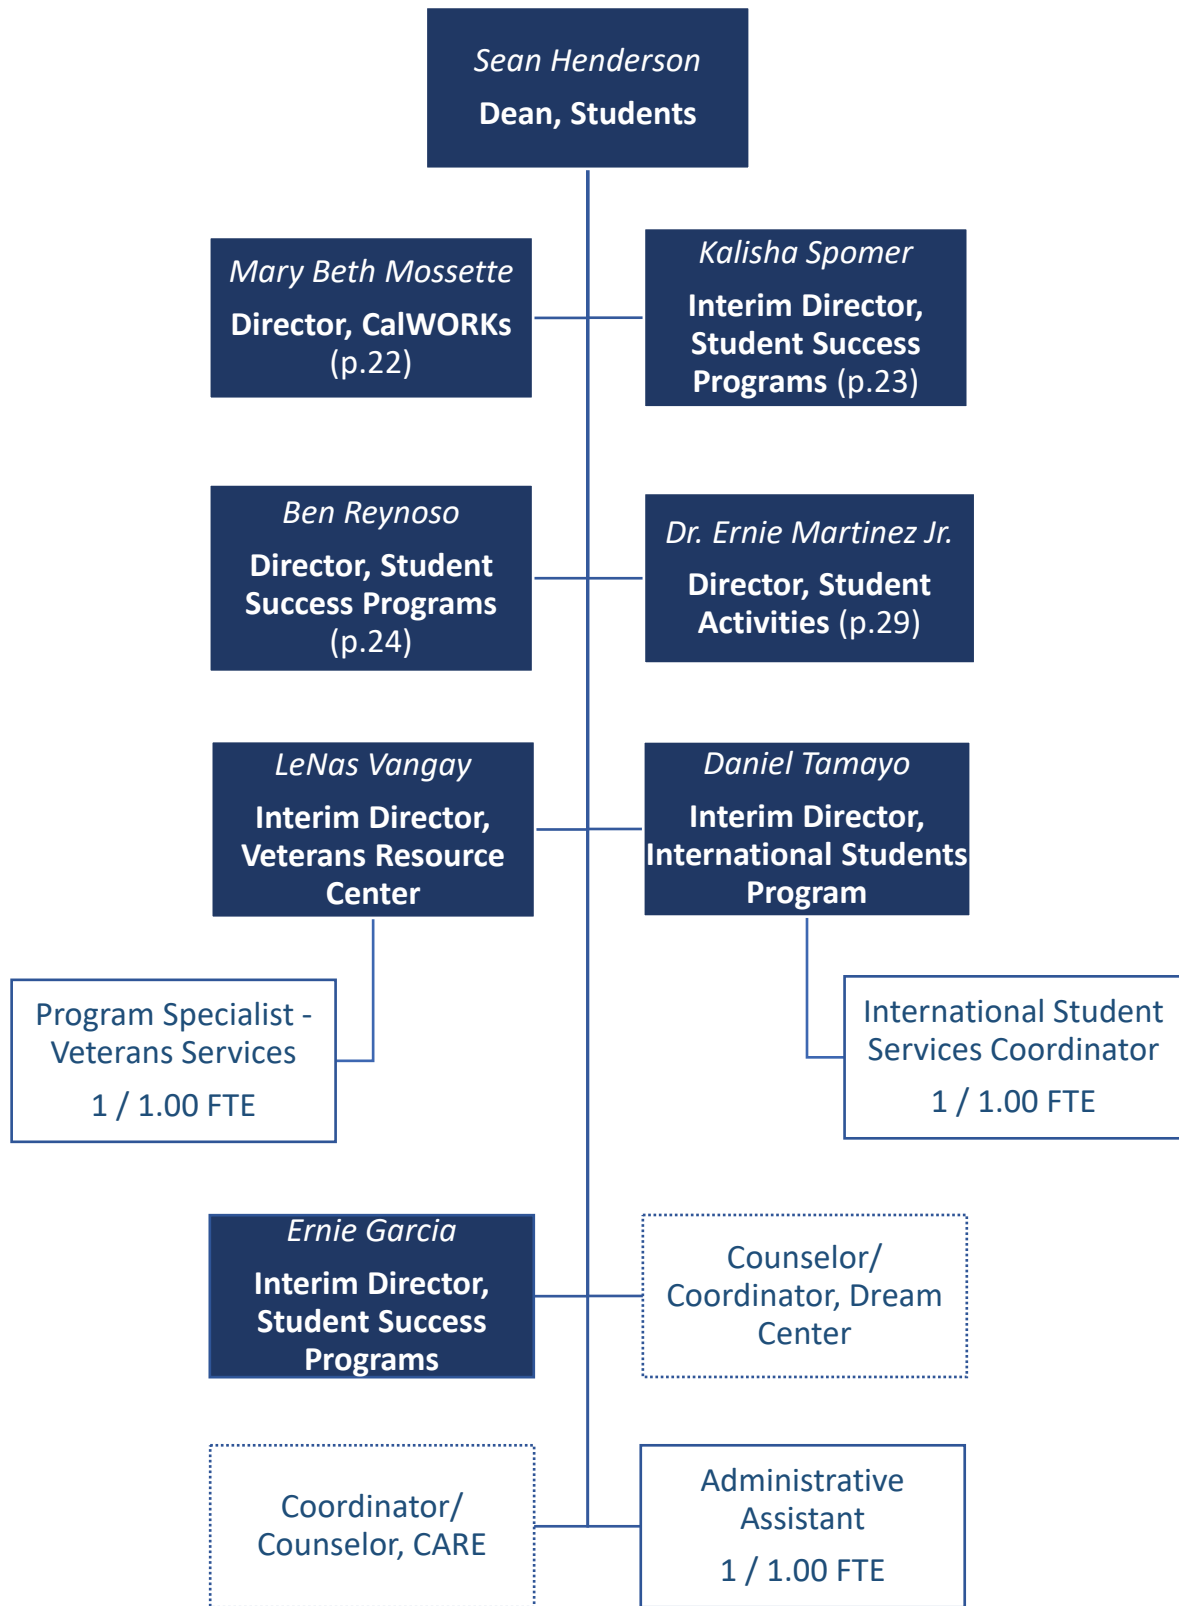 Sean Henderson
Dean, Students
Mary Beth Mossette
Director, CalWORKs
(p.22)
Kalisha Spomer
Interim Director,
Student Success
Programs (p.23)
Ben Reynoso
Director, Student
Success Programs
(p.24)
Dr. Ernie Martinez Jr.
Director, Student
Activities (p.29)
LeNas Vangay
Interim Director,
Veterans Resource
Center
Daniel Tamayo
Interim Director,
International Students
Program
Program Specialist -
Veterans Services
1 / 1.00 FTE
International Student
Services Coordinator
1 / 1.00 FTE
Ernie Garcia
Interim Director,
Student Success
Programs
Counselor/
Coordinator, Dream
Center
Coordinator/
Counselor, CARE
Administrative
Assistant
1 / 1.00 FTE